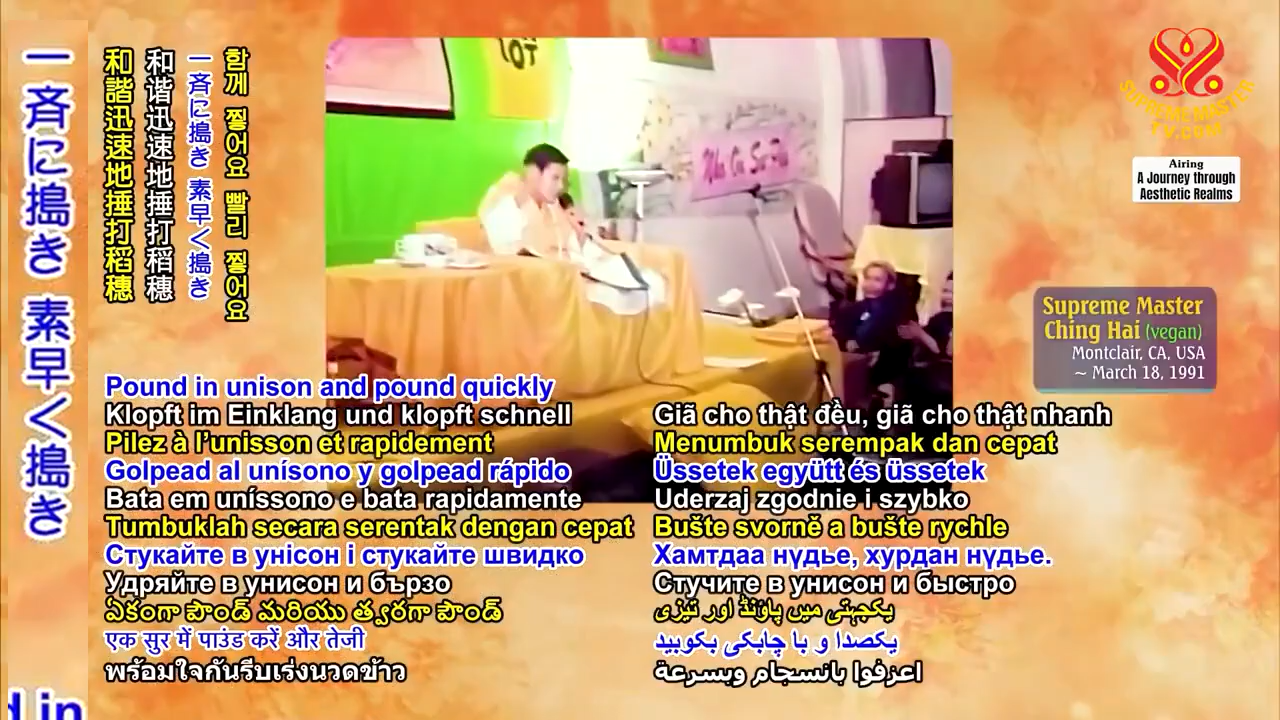 一斉に搗き 素早く搗き
和諧迅速地捶打稻穗
和谐迅速地捶打稻穗
一斉に搗き 素早く搗き
함께 찧어요 빨리 찧어요
SUPREME MASTER
TV.COM
Airing
A Journey through
Aesthetic Realms
Supreme Master
Ching Hai (vegan)
Montclair, CA, USA
~ March 18, 1991
Pound in unison and pound quickly
Klopft im Einklang und klopft schnell
Pilez à l’unisson et rapidement
Golpead al unísono y golpead rápido
Bata em uníssono e bata rapidamente
Tumbuklah secara serentak dengan cepat
Стукайте в унісон і стукайте швидко
Удряйте в унисон и бързо
ఏకంగా పౌండ్ మరియు త్వరగా పౌండ్
एक सुर में पाउंड करें और तेजी
พร้อมใจกันรีบเร่งนวดข้าว
Giã cho thật đều, giã cho thật nhanh
Menumbuk serempak dan cepat
Üssetek együtt és üssetek
Uderzaj zgodnie i szybko
Bušte svorně a bušte rychle
Хамтдаа нүдье, хурдан нүдье.
Стучите в унисон и быстро
یکجہتی میں پاؤنڈ اور تیزی
یکصدا و با چابکی بکوبید
اعزفوا بانسجام وبسرعة
d in